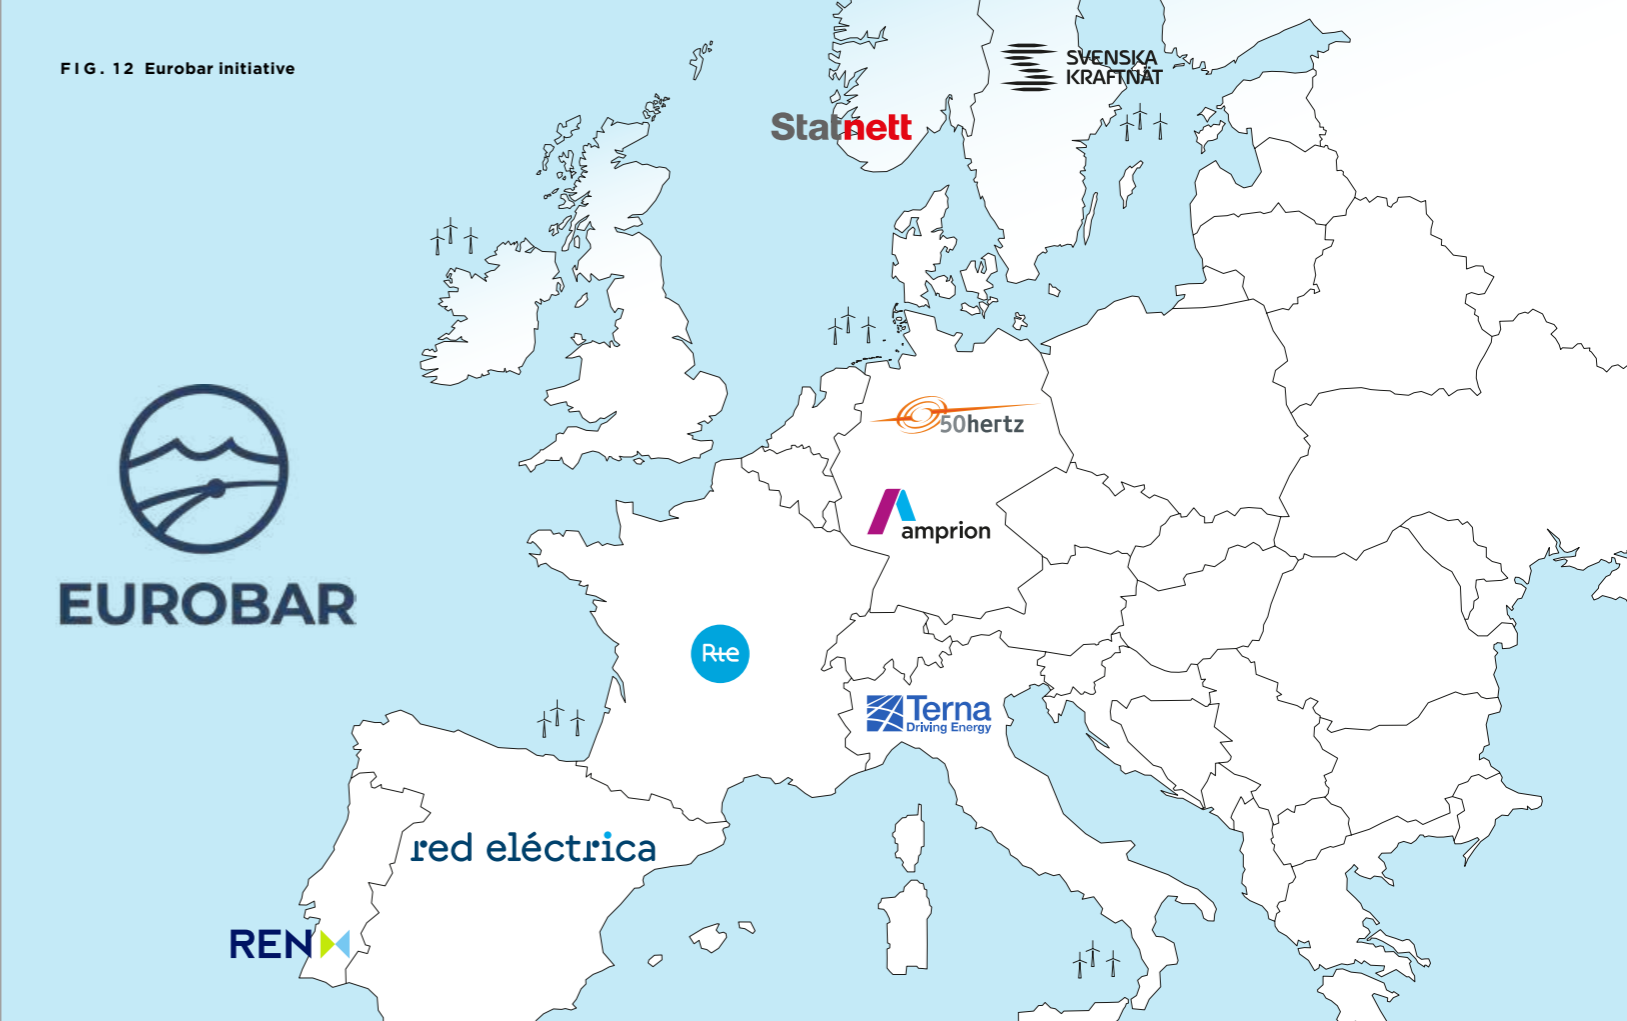 FIG. 12 Eurobar initiative
SVENSKA
KRAFTNÄT
Statnett
50hertz
amprion
EUROBAR
Rte
Terna
Driving Energy
red eléctrica
REN